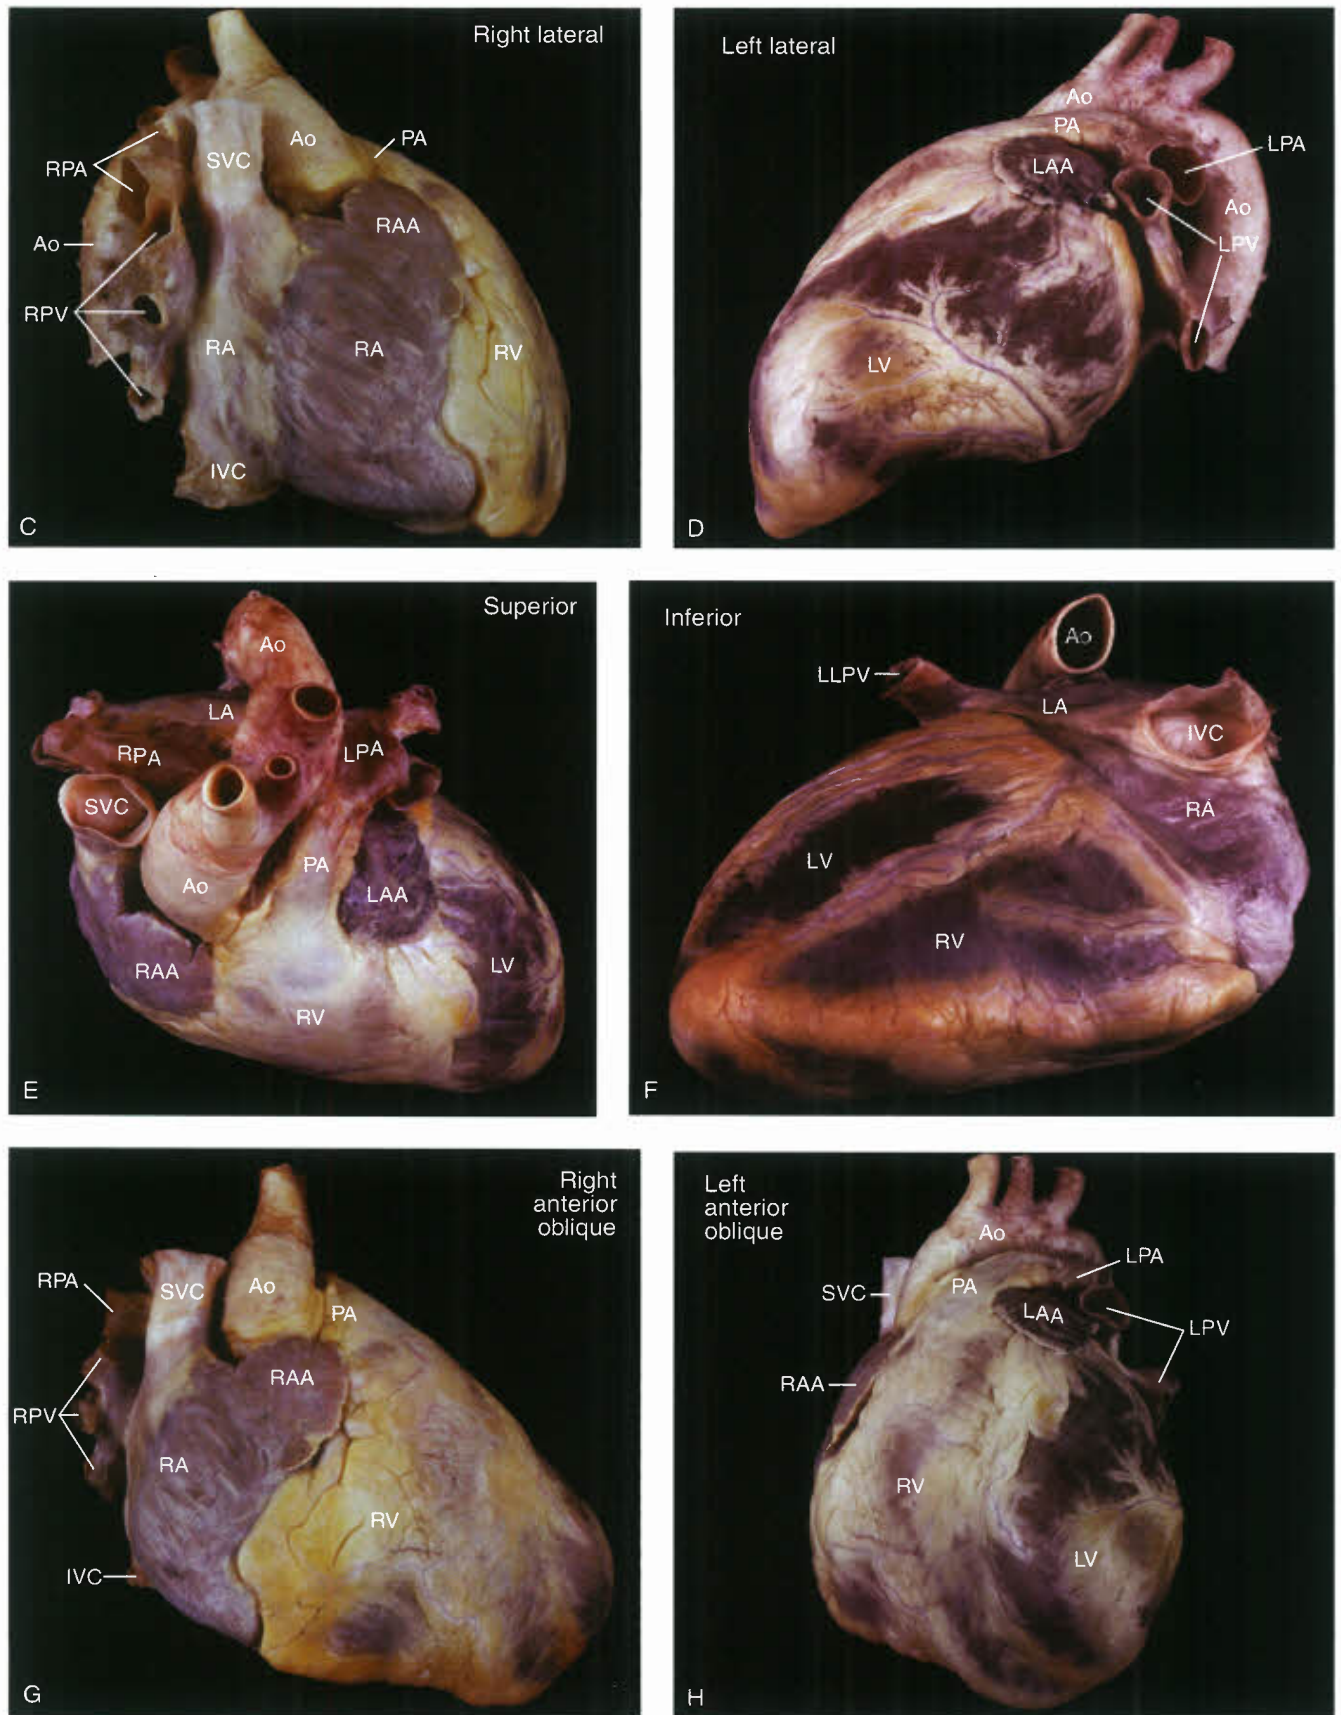 Right lateral
Ao
PA
RPA
SVC
RAA
Ao
RPV
RA
RA
RV
IVC
C
Left lateral
Ao
PA
LPA
LAA
Ao
LPV
LV
D
Superior
Ao
LA
RPA
LPA
SVC
PA
Ao
LAA
RAA
LV
RV
E
Inferior
Ao
LLPV
LA
IVC
RA
LV
RV
F
Right
anterior
oblique
RPA
SVC
Ao
PA
RAA
RPV
RA
RV
IVC
G
Left
anterior
oblique
Ao
LPA
SVC
PA
LAA
LPV
RAA
RV
LV
H